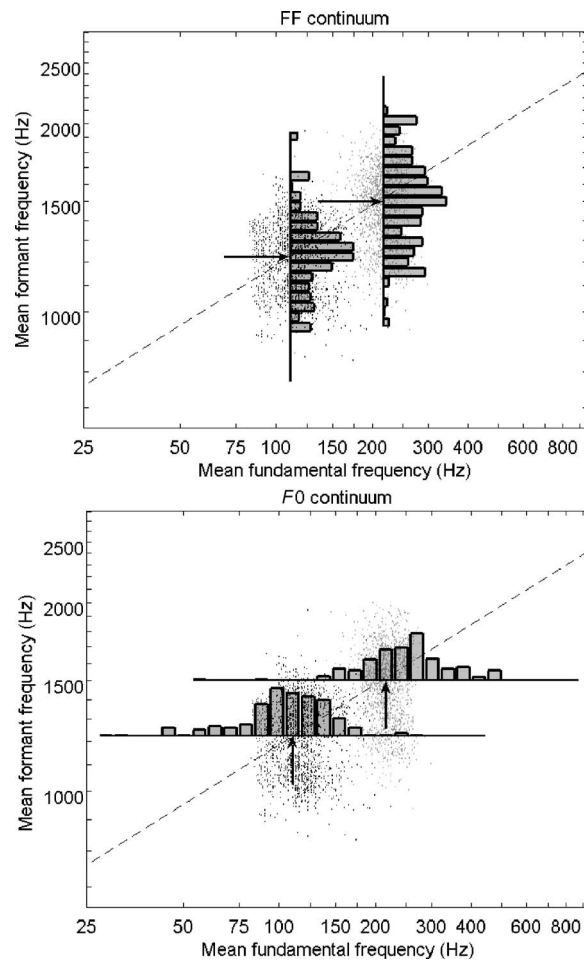 FF continuum
2500
2000
1500
1000
Mean formant frequency (Hz)
25 50 75 100 150 200 300 400 600 800
Mean fundamental frequency (Hz)
F0 continuum
2500
2000
1500
1000
Mean formant frequency (Hz)
25 50 75 100 150 200 300 400 600 800
Mean fundamental frequency (Hz)